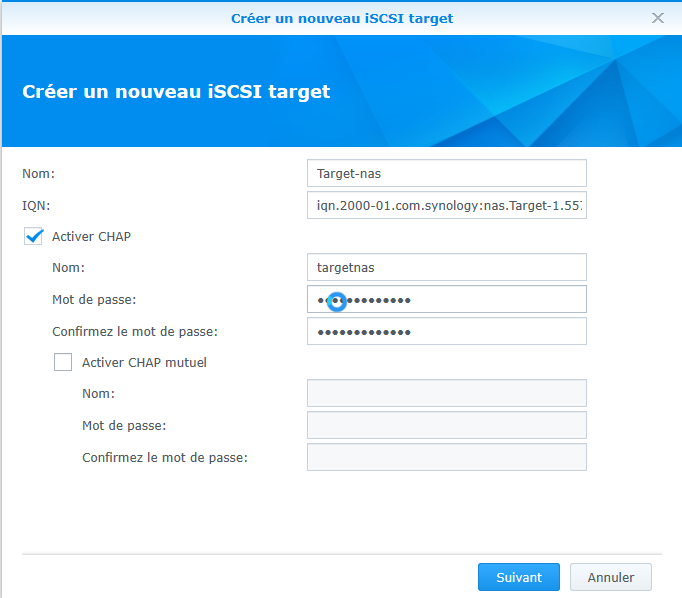 Créer un nouveau iSCSI target
Créer un nouveau iSCSI target
Nom: Target-nas
IQN: iqn.2000-01.com.synology:nas.Target-1.557
Activer CHAP
Nom: targetnas
Mot de passe:
Confirmez le mot de passe:
Activer CHAP mutuel
Nom:
Mot de passe:
Confirmez le mot de passe:
Suivant Annuler